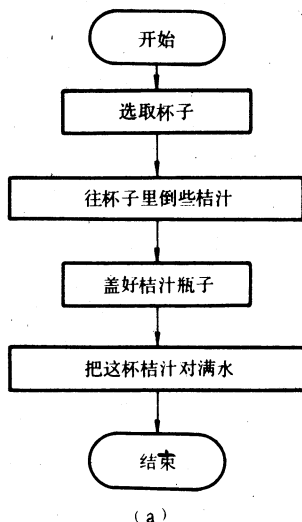 开始
选取杯子
往杯子里倒些桔汁
盖好桔汁瓶子
把这杯桔汁对满水
结束
（a）